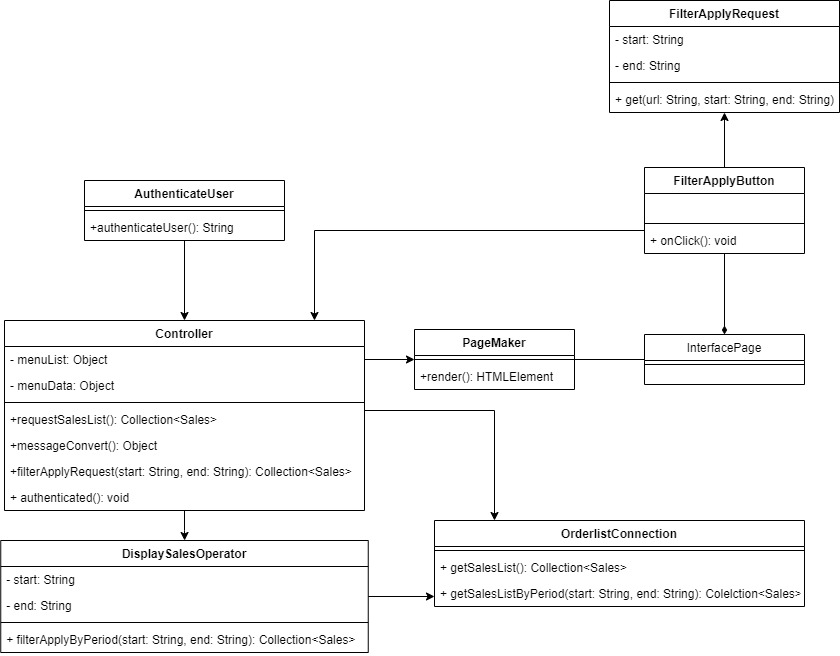 FilterApplyRequest
- start: String
- end: String
+ get(url: String, start: String, end: String)
FilterApplyButton
+ onClick(): void
AuthenticateUser
+authenticateUser(): String
Controller
- menuList: Object
- menuData: Object
+requestSalesList(): Collection<Sales>
+messageConvert(): Object
+filterApplyRequest(start: String, end: String): Collection<Sales>
+ authenticated(): void
PageMaker
+render(): HTMLElement
InterfacePage
DisplaySalesOperator
- start: String
- end: String
+ filterApplyByPeriod(start: String, end: String): Collection<Sales>
OrderlistConnection
+ getSalesList(): Collection<Sales>
+ getSalesListByPeriod(start: String, end: String): Colelction<Sales>